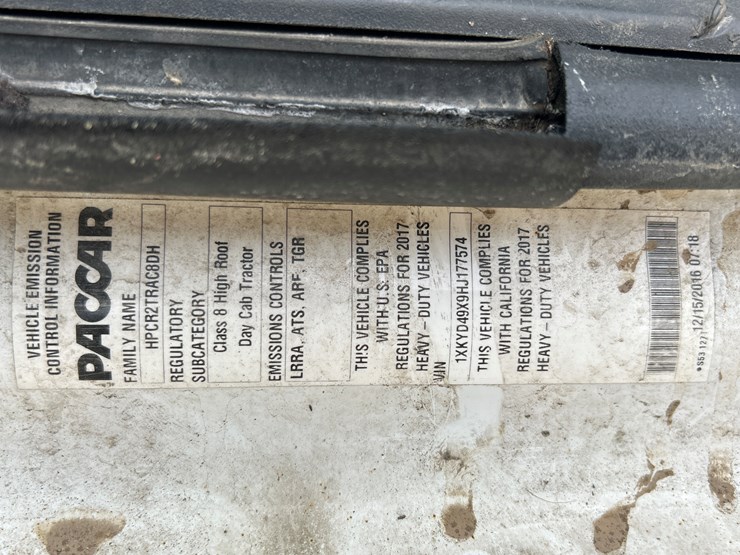 VEHICLE EMISSION
CONTROL INFORMATION
PACCAR
FAMILY NAME
HPCR2TRAC8DH
REGULATORY
SUBCATEGORY
Class 8 High Roof
Day Cab Tractor
EMISSIONS CONTROLS
LRRA, ATS, ARF, TGR
THIS VEHICLE COMPLIES
WITH U.S. EPA
REGULATIONS FOR 2017
HEAVY – DUTY VEHICLES
VIN
1XKYD49X9HJ177574
THIS VEHICLE COMPLIES
WITH CALIFORNIA
REGULATIONS FOR 2017
HEAVY – DUTY VEHICLES
12/15/2016 07:18